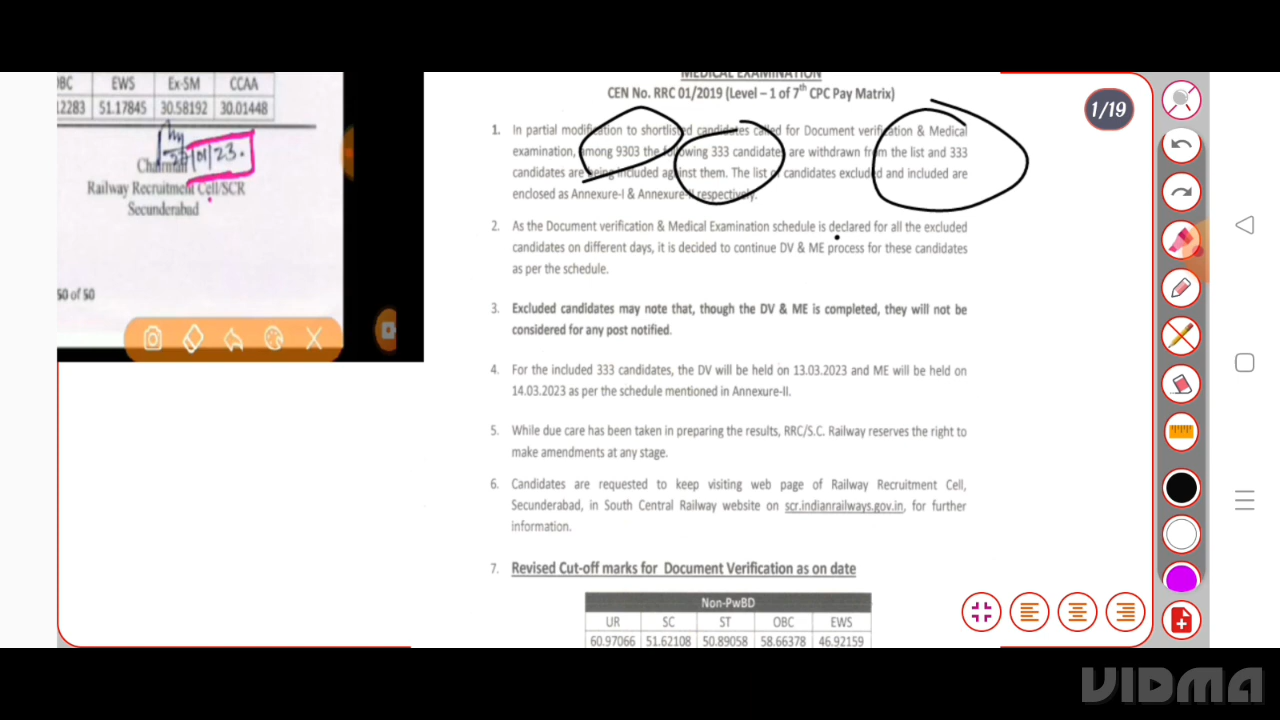 BC EWS Ex-SM CCAA
12283 51.17845 30.58192 30.01448
01/23.
Chairman
Railway Recruitment Cell/SCR
Secunderabad
50 of 50
MEDICAL EXAMINATION
CEN No. RRC 01/2019 (Level – 1 of 7th CPC Pay Matrix)
1. In partial modification to shortlisted candidates called for Document verification & Medical
examination, among 9303 the following 333 candidates are withdrawn from the list and 333
candidates are being included against them. The list of candidates excluded and included are
enclosed as Annexure-I & Annexure-II respectively.
2. As the Document verification & Medical Examination schedule is declared for all the excluded
candidates on different days, it is decided to continue DV & ME process for these candidates
as per the schedule.
3. Excluded candidates may note that, though the DV & ME is completed, they will not be
considered for any post notified.
4. For the included 333 candidates, the DV will be held on 13.03.2023 and ME will be held on
14.03.2023 as per the schedule mentioned in Annexure-II.
5. While due care has been taken in preparing the results, RRC/S.C. Railway reserves the right to
make amendments at any stage.
6. Candidates are requested to keep visiting web page of Railway Recruitment Cell,
Secunderabad, in South Central Railway website on scr.indianrailways.gov.in, for further
information.
7. Revised Cut-off marks for Document Verification as on date
Non-PwBD
UR SC ST OBC EWS
60.97066 51.62108 50.89058 58.66378 46.92159
1/19
VIDMA